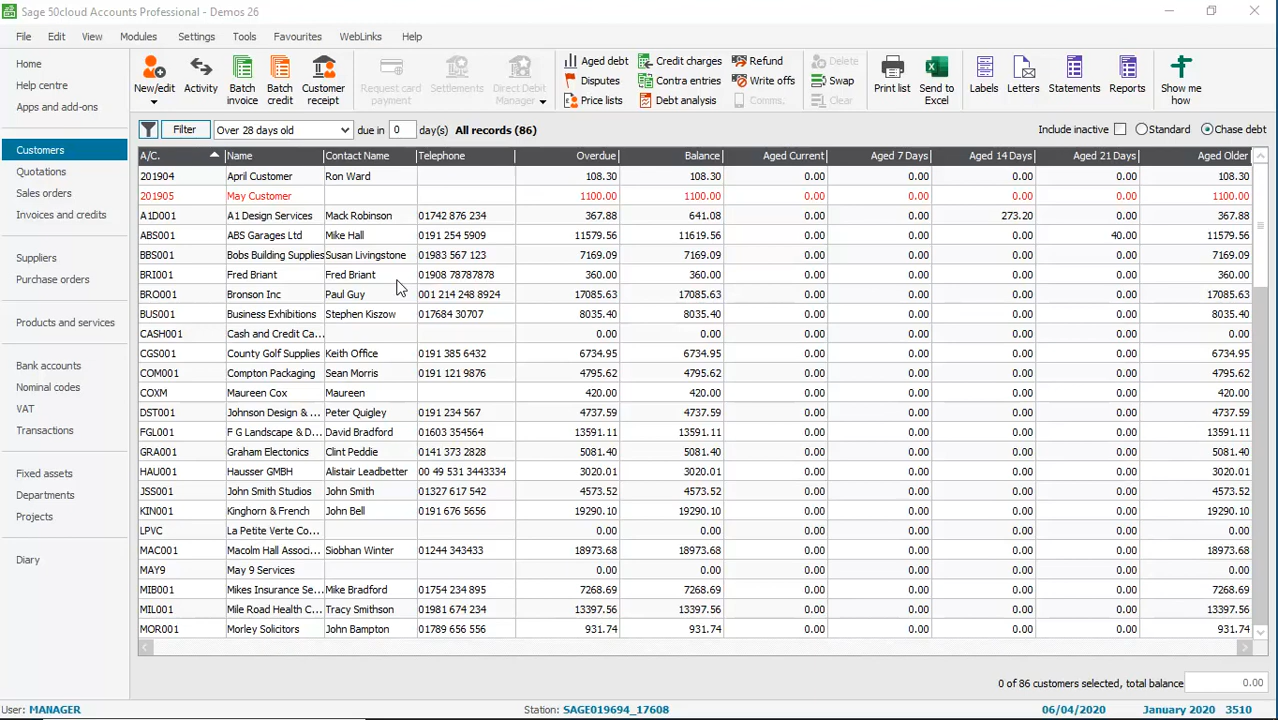 Sage 50cloud Accounts Professional - Demos 26
File Edit View Modules Settings Tools Favourites WebLinks Help
Home
Help centre
Apps and add-ons
Customers
Quotations
Sales orders
Invoices and credits
Suppliers
Purchase orders
Products and services
Bank accounts
Nominal codes
VAT
Transactions
Fixed assets
Departments
Projects
Diary
New/edit
Activity
Batch invoice
Batch credit
Customer receipt
Request card payment
Settlements
Direct Debit Manager
Aged debt
Disputes
Price lists
Credit charges
Contra entries
Debt analysis
Refund
Write offs
Comms.
Delete
Swap
Clear
Print list
Send to Excel
Labels
Letters
Statements
Reports
Show me how
Filter Over 28 days old due in 0 day(s) All records (86) Include inactive Standard Chase debt
A/C. Name Contact Name Telephone Overdue Balance Aged Current Aged 7 Days Aged 14 Days Aged 21 Days Aged Older
201904 April Customer Ron Ward 108.30 108.30 0.00 0.00 0.00 0.00 108.30
201905 May Customer 1100.00 1100.00 0.00 0.00 0.00 0.00 1100.00
A1D001 A1 Design Services Mack Robinson 01742 876 234 367.88 641.08 0.00 0.00 273.20 0.00 367.88
ABS001 ABS Garages Ltd Mike Hall 0191 254 5909 11579.56 11619.56 0.00 0.00 0.00 40.00 11579.56
BBS001 Bobs Building Supplies Susan Livingstone 01983 567 123 7169.09 7169.09 0.00 0.00 0.00 0.00 7169.09
BRI001 Fred Briant Fred Briant 01908 78787878 360.00 360.00 0.00 0.00 0.00 0.00 360.00
BRO001 Bronson Inc Paul Guy 001 214 248 8924 17085.63 17085.63 0.00 0.00 0.00 0.00 17085.63
BUS001 Business Exhibitions Stephen Kiszow 017684 30707 8035.40 8035.40 0.00 0.00 0.00 0.00 8035.40
CASH001 Cash and Credit Ca... 0.00 0.00 0.00 0.00 0.00 0.00 0.00
CGS001 County Golf Supplies Keith Office 0191 385 6432 6734.95 6734.95 0.00 0.00 0.00 0.00 6734.95
COM001 Compton Packaging Sean Morris 0191 121 9876 4795.62 4795.62 0.00 0.00 0.00 0.00 4795.62
COXM Maureen Cox Maureen 420.00 420.00 0.00 0.00 0.00 0.00 420.00
DST001 Johnson Design & ... Peter Quigley 0191 234 567 4737.59 4737.59 0.00 0.00 0.00 0.00 4737.59
FGL001 F G Landscape & D... David Bradford 01603 354564 13591.11 13591.11 0.00 0.00 0.00 0.00 13591.11
GRA001 Graham Electonics Clint Peddie 0141 373 2828 5081.40 5081.40 0.00 0.00 0.00 0.00 5081.40
HAU001 Hausser GMBH Alistair Leadbetter 00 49 531 3443334 3020.01 3020.01 0.00 0.00 0.00 0.00 3020.01
JSS001 John Smith Studios John Smith 01327 617 542 4573.52 4573.52 0.00 0.00 0.00 0.00 4573.52
KIN001 Kinghorn & French John Bell 0191 676 5656 19290.10 19290.10 0.00 0.00 0.00 0.00 19290.10
LPVC La Petite Verte Co... 0.00 0.00 0.00 0.00 0.00 0.00 0.00
MAC001 Macolm Hall Associ... Siobhan Winter 01244 343433 18973.68 18973.68 0.00 0.00 0.00 0.00 18973.68
MAY9 May 9 Services 0.00 0.00 0.00 0.00 0.00 0.00 0.00
MIB001 Mikes Insurance Se... Mike Bradford 01754 234 895 7268.69 7268.69 0.00 0.00 0.00 0.00 7268.69
MIL001 Mile Road Health C... Tracy Smithson 01981 674 234 13397.56 13397.56 0.00 0.00 0.00 0.00 13397.56
MOR001 Morley Solicitors John Bampton 01789 656 556 931.74 931.74 0.00 0.00 0.00 0.00 931.74
0 of 86 customers selected, total balance 0.00
User: MANAGER Station: SAGE019694_17608 06/04/2020 January 2020 3510